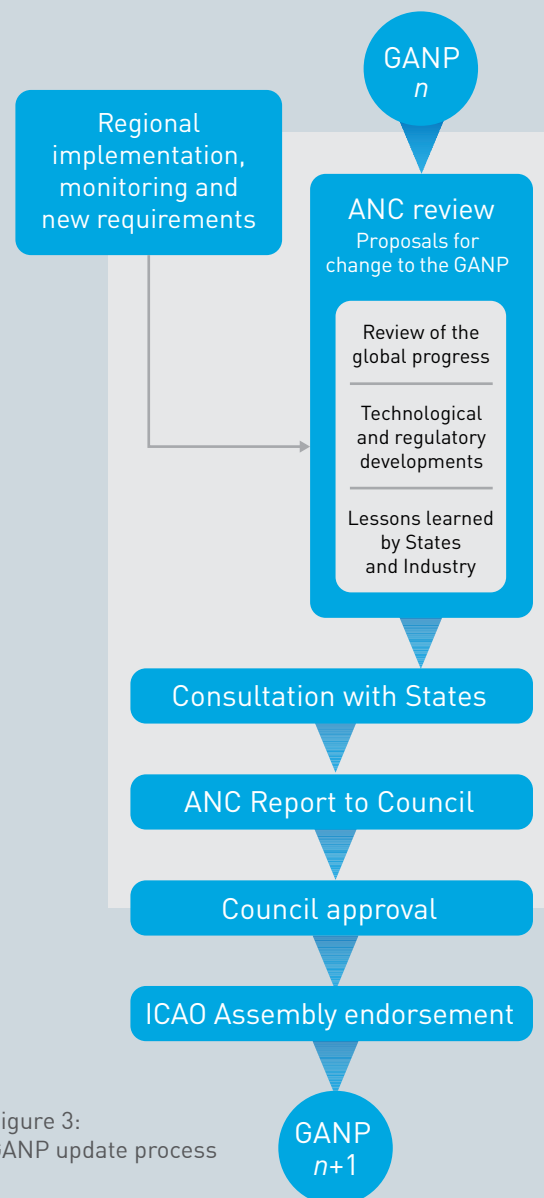 GANP
n
Regional
implementation,
monitoring and
new requirements
ANC review
Proposals for
change to the GANP
Review of the
global progress
Technological
and regulatory
developments
Lessons learned
by States
and Industry
Consultation with States
ANC Report to Council
Council approval
ICAO Assembly endorsement
igure 3:
GANP update process
GANP
n+1